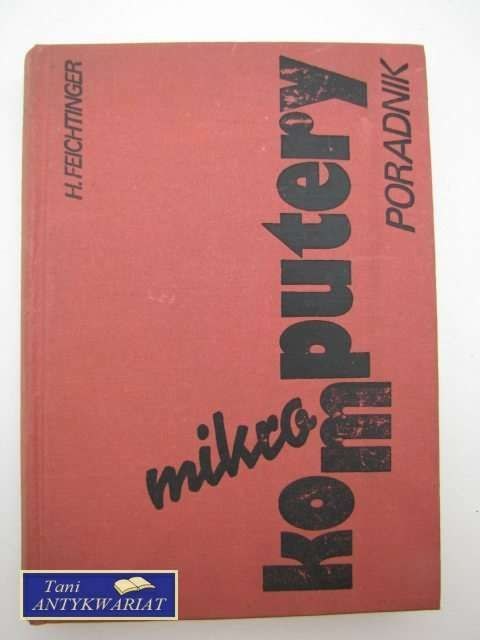 H. FEICHTINGER
mikro
komputery
PORADNIK
Tani
ANTYKWARIAT